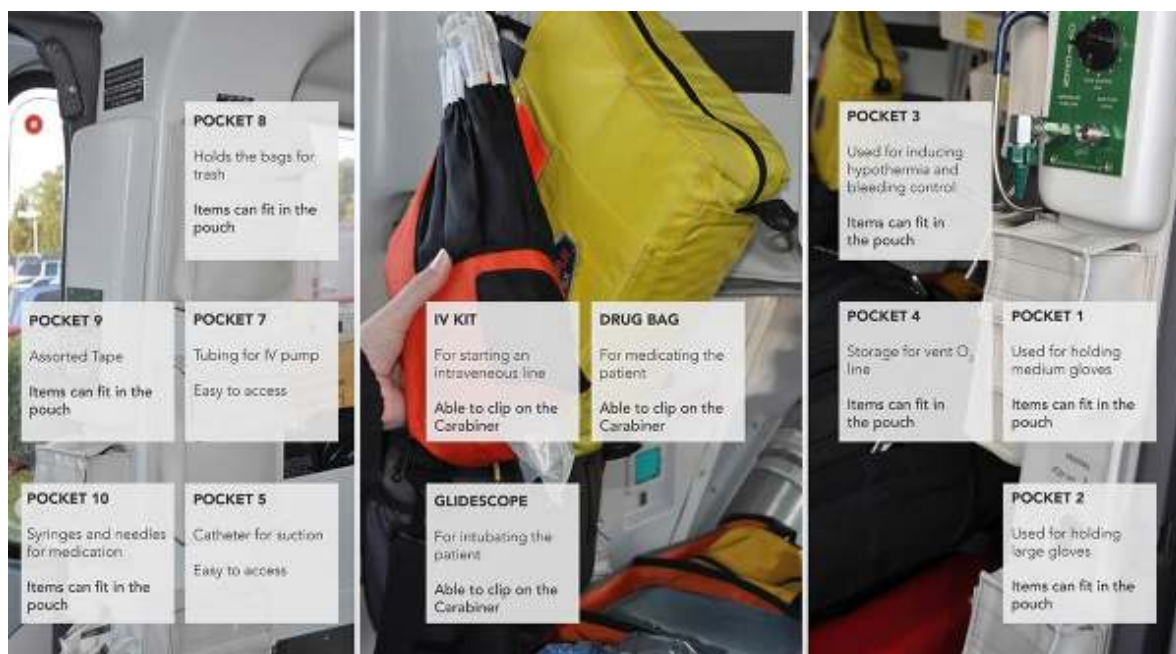 POCKET 8
Holds the bags for
trash
Items can fit in the
pouch
POCKET 9
Assorted Tape
Items can fit in the
pouch
POCKET 7
Tubing for IV pump
Easy to access
POCKET 10
Syringes and needles
for medication
Items can fit in the
pouch
POCKET 5
Catheter for suction
Easy to access
IV KIT
For starting an
intraveneous line
Able to clip on the
Carabiner
DRUG BAG
For medicating the
patient
Able to clip on the
Carabiner
GLIDESCOPE
For intubating the
patient
Able to clip on the
Carabiner
POCKET 3
Used for inducing
hypothermia and
bleeding control
Items can fit in
the pouch
POCKET 4
Storage for vent O₂
line
Items can fit in
the pouch
POCKET 1
Used for holding
medium gloves
Items can fit in the
pouch
POCKET 2
Used for holding
large gloves
Items can fit in the
pouch